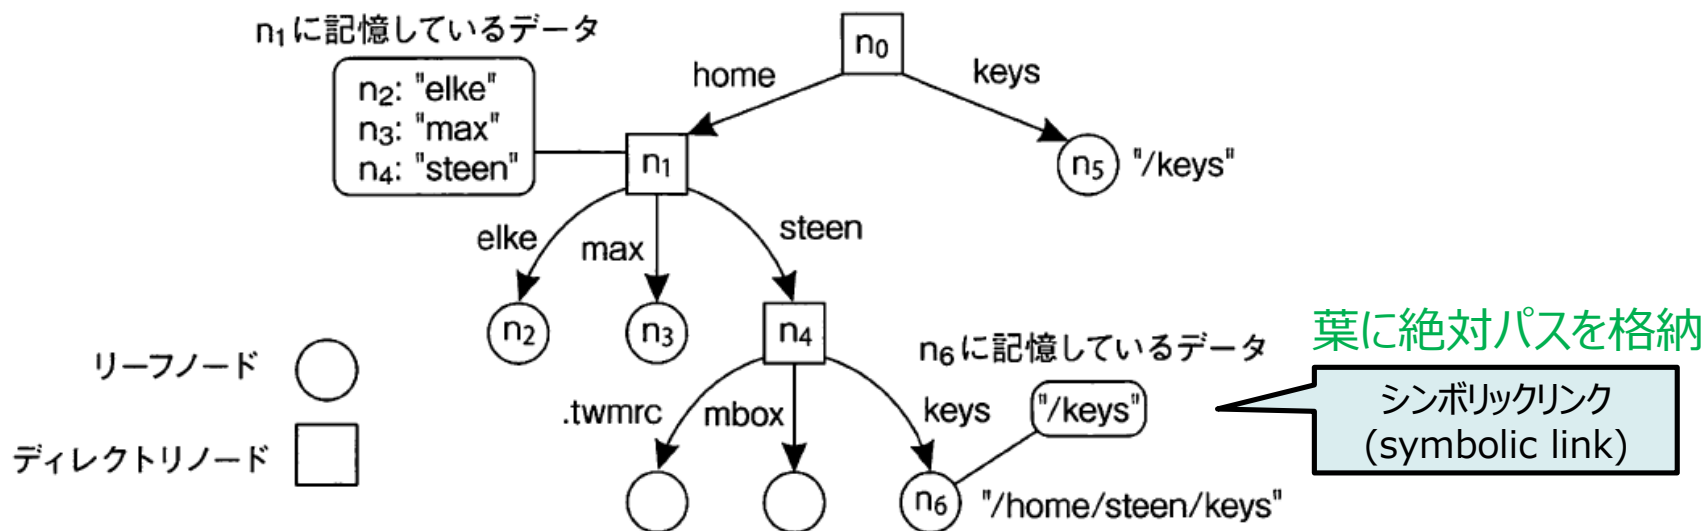 n₁に記憶しているデータ
n₂: "elke"
n₃: "max"
n₄: "steen"
n₀
home
keys
n₁
n₅ "/keys"
elke
max
steen
n₂
n₃
n₄
n₆に記憶しているデータ
"/keys"
葉に絶対パスを格納
シンボリックリンク
(symbolic link)
リーフノード
ディレクトリノード
.twmrc
mbox
keys
n₆ "/home/steen/keys"